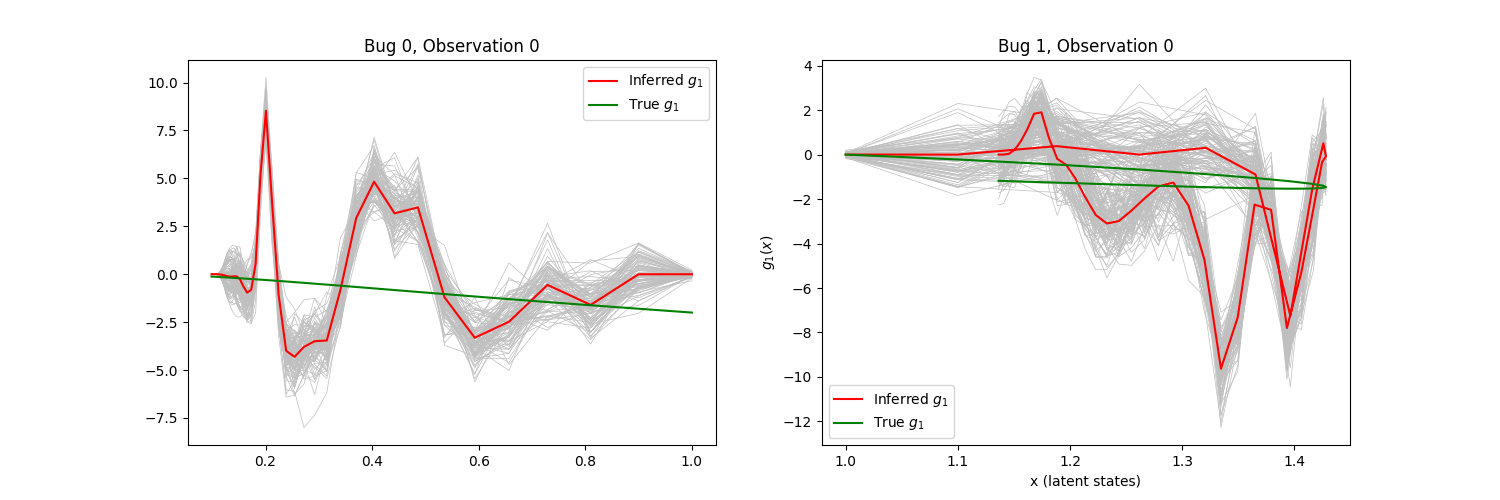 Bug 0, Observation 0
10.0
7.5
5.0
2.5
0.0
−2.5
−5.0
−7.5
0.2 0.4 0.6 0.8 1.0
Inferred g₁
True g₁
Bug 1, Observation 0
4
2
0
−2
−4
−6
−8
−10
−12
g₁(x)
1.0 1.1 1.2 1.3 1.4
x (latent states)
Inferred g₁
True g₁